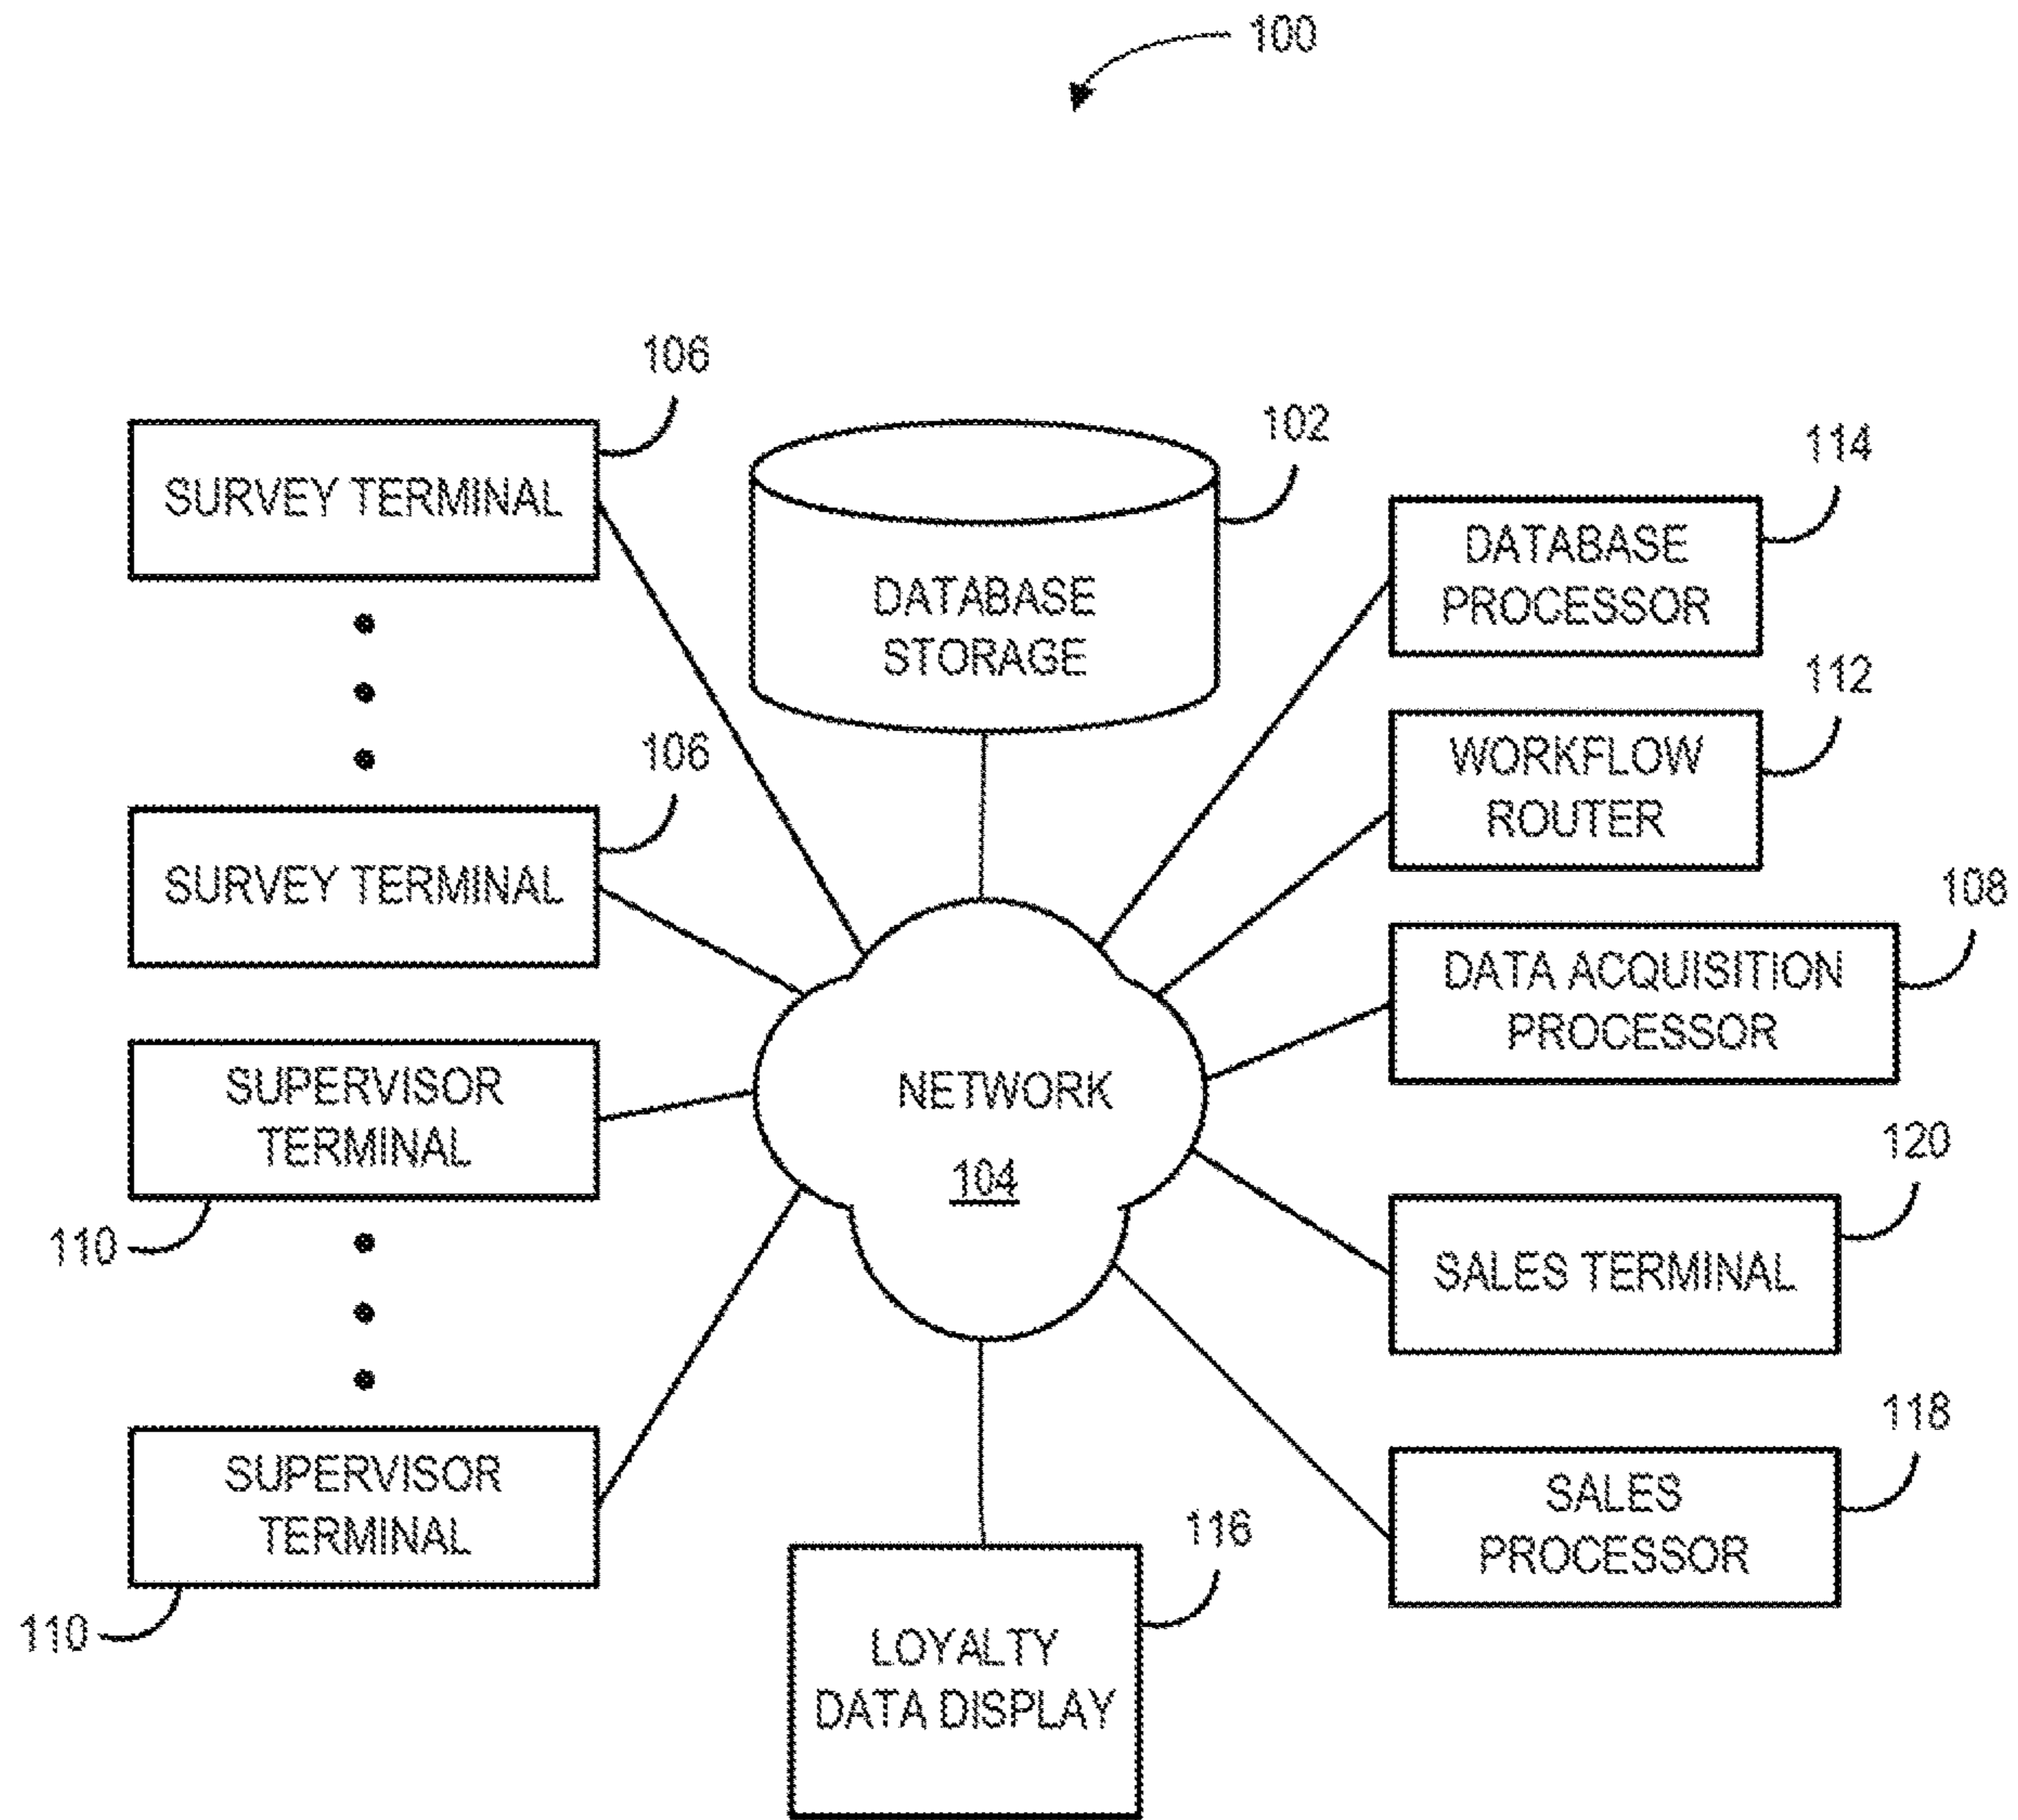 100
106
SURVEY TERMINAL
106
SURVEY TERMINAL
SUPERVISOR
TERMINAL
110
SUPERVISOR
TERMINAL
110
102
DATABASE
STORAGE
NETWORK
104
116
LOYALTY
DATA DISPLAY
114
DATABASE
PROCESSOR
112
WORKFLOW
ROUTER
108
DATA ACQUISITION
PROCESSOR
120
SALES TERMINAL
118
SALES
PROCESSOR